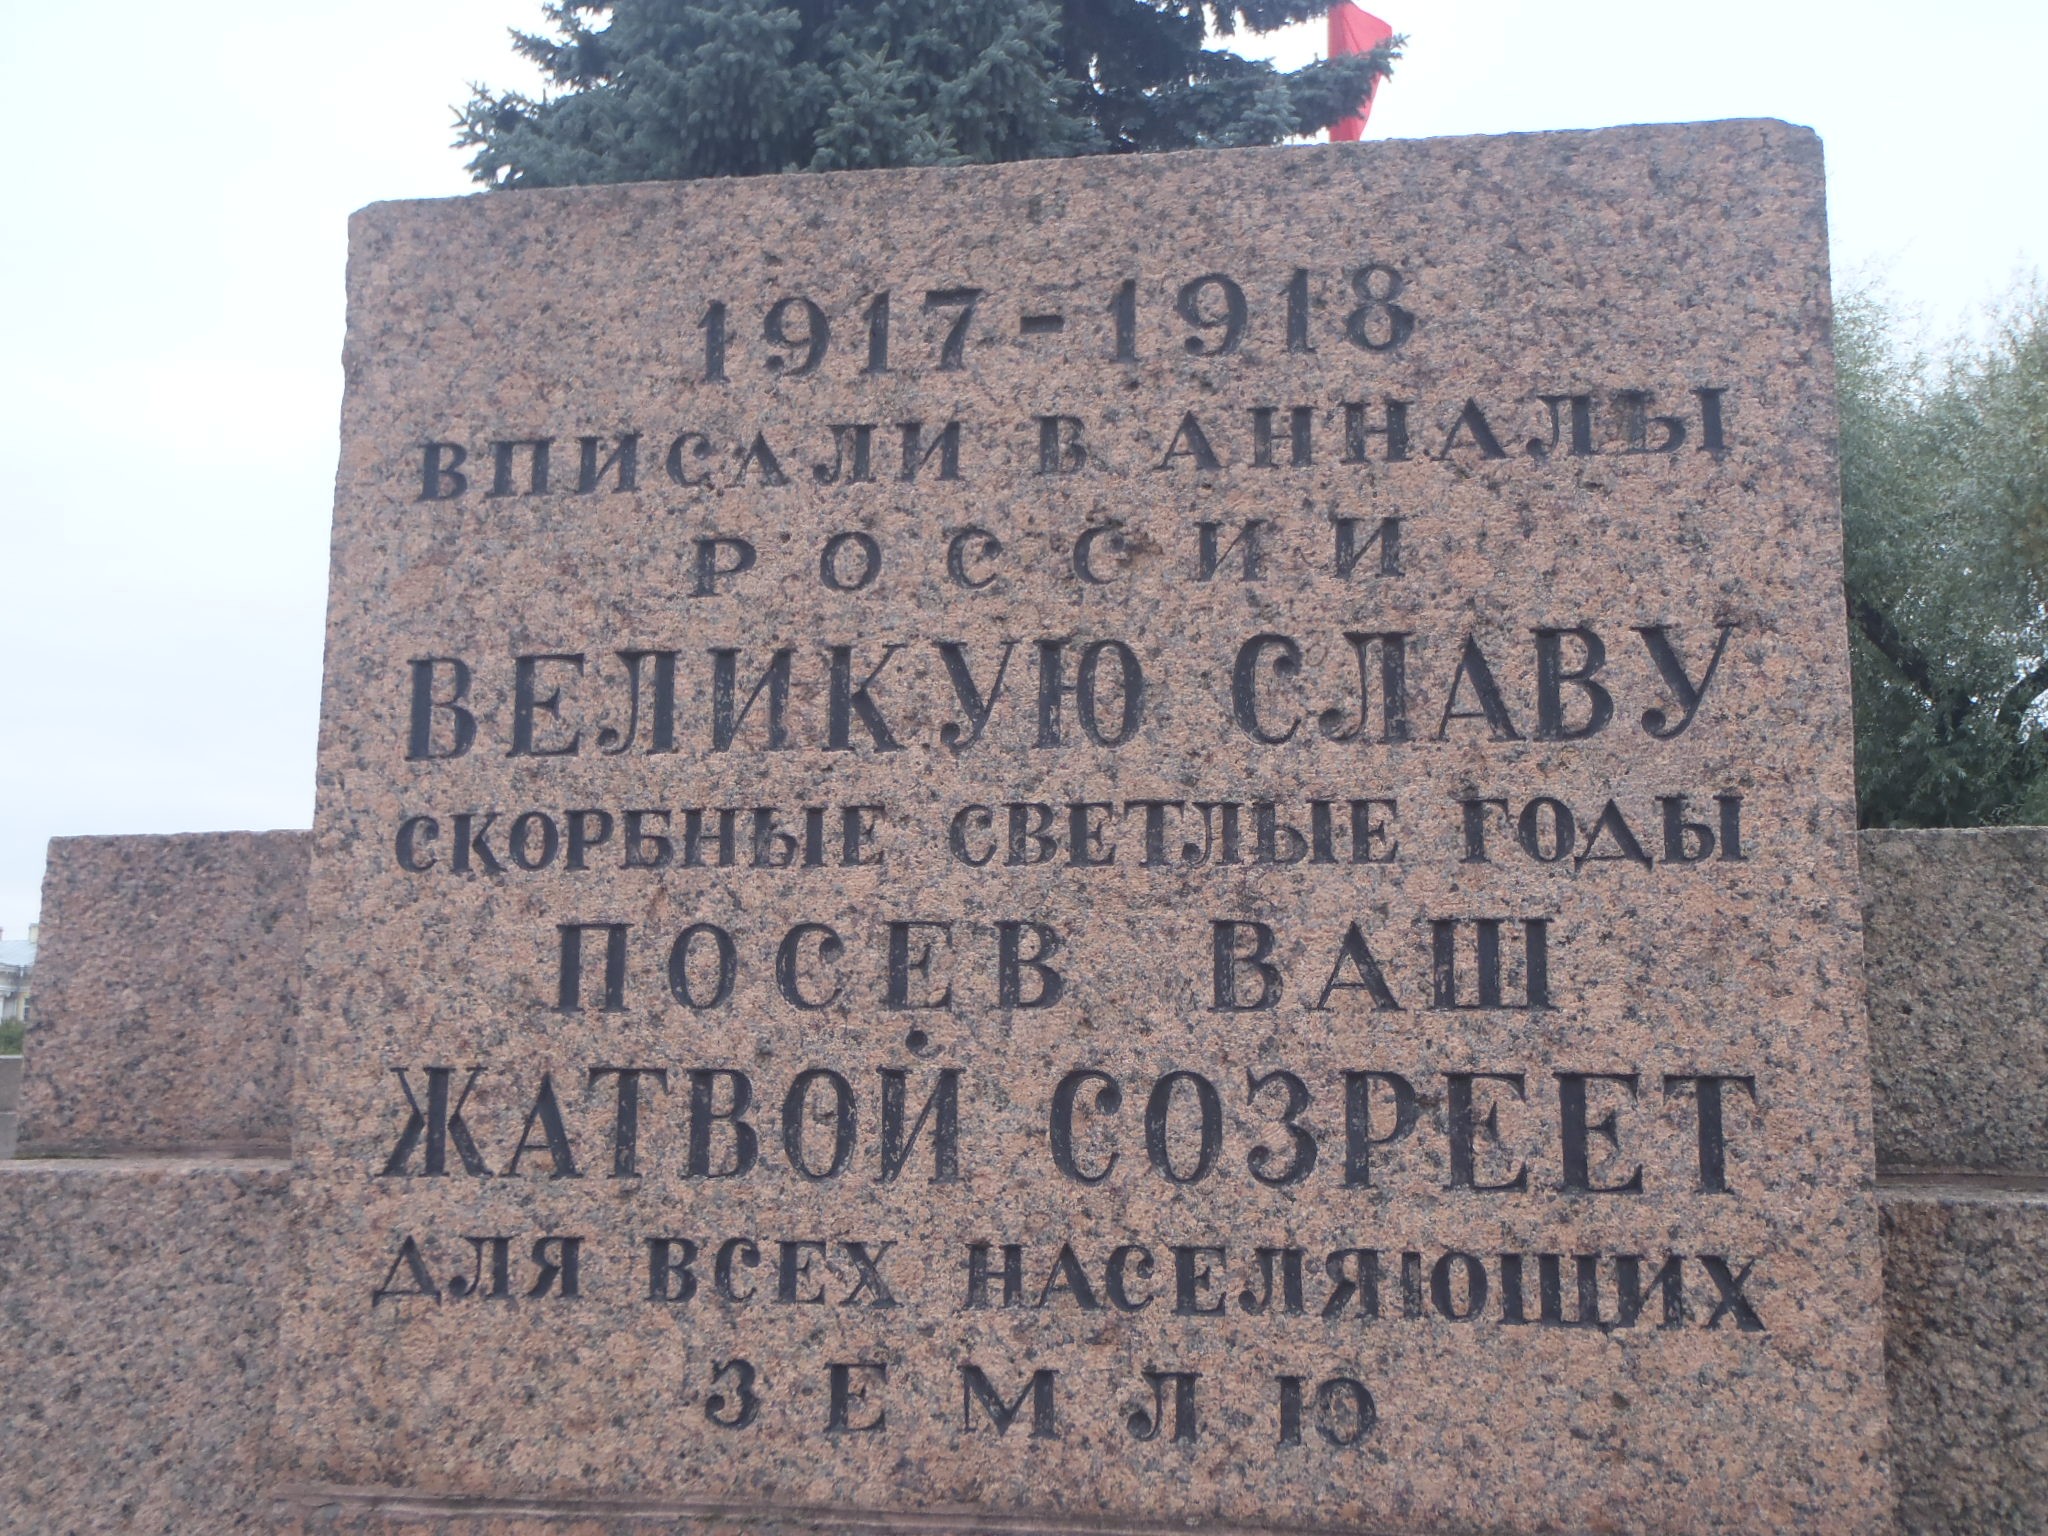 1917-1918
ВПИСАЛИ В АННАЛЫ
РОССИИ
ВЕЛИКУЮ СЛАВУ
СКОРБНЫЕ СВЕТЛЫЕ ГОДЫ
ПОСЕВ ВАШ
ЖАТВОЙ СОЗРЕЕТ
ДЛЯ ВСЕХ НАСЕЛЯЮЩИХ
ЗЕМЛЮ